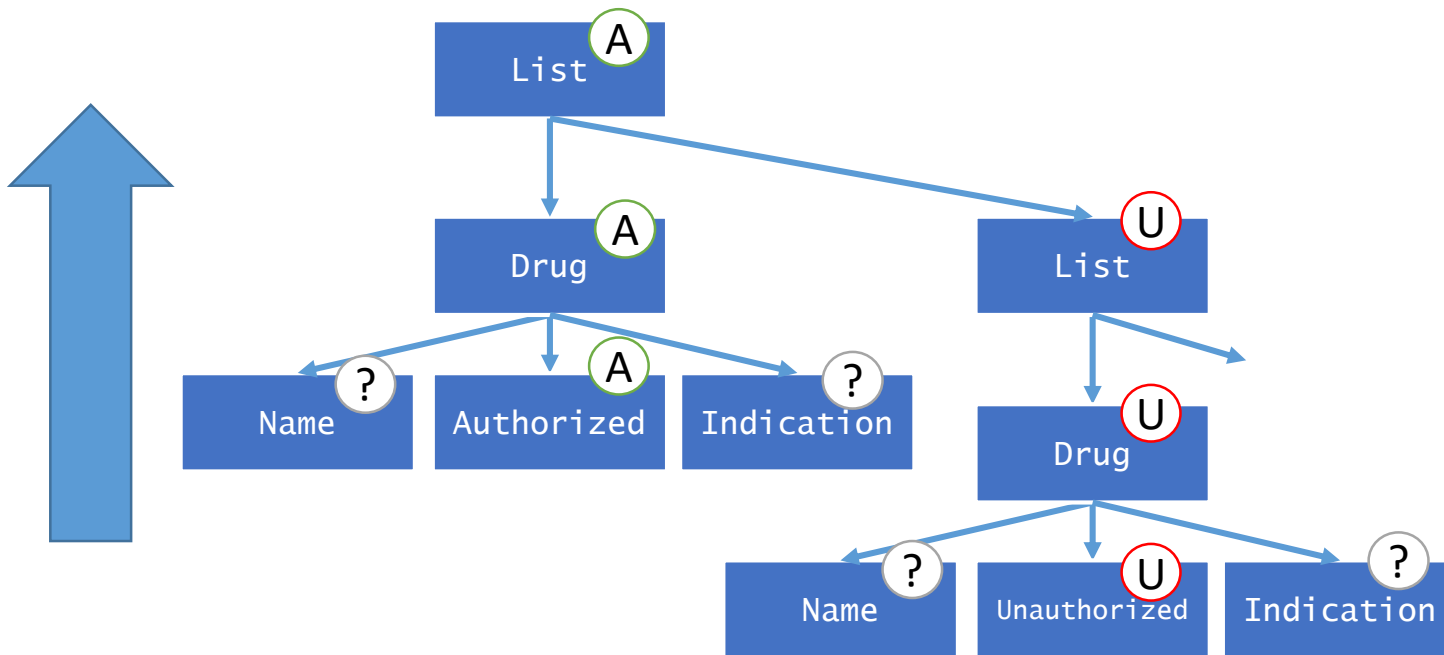 A
List
A
Drug
U
List
?
Name
A
Authorized
?
Indication
U
Drug
?
Name
U
Unauthorized
?
Indication